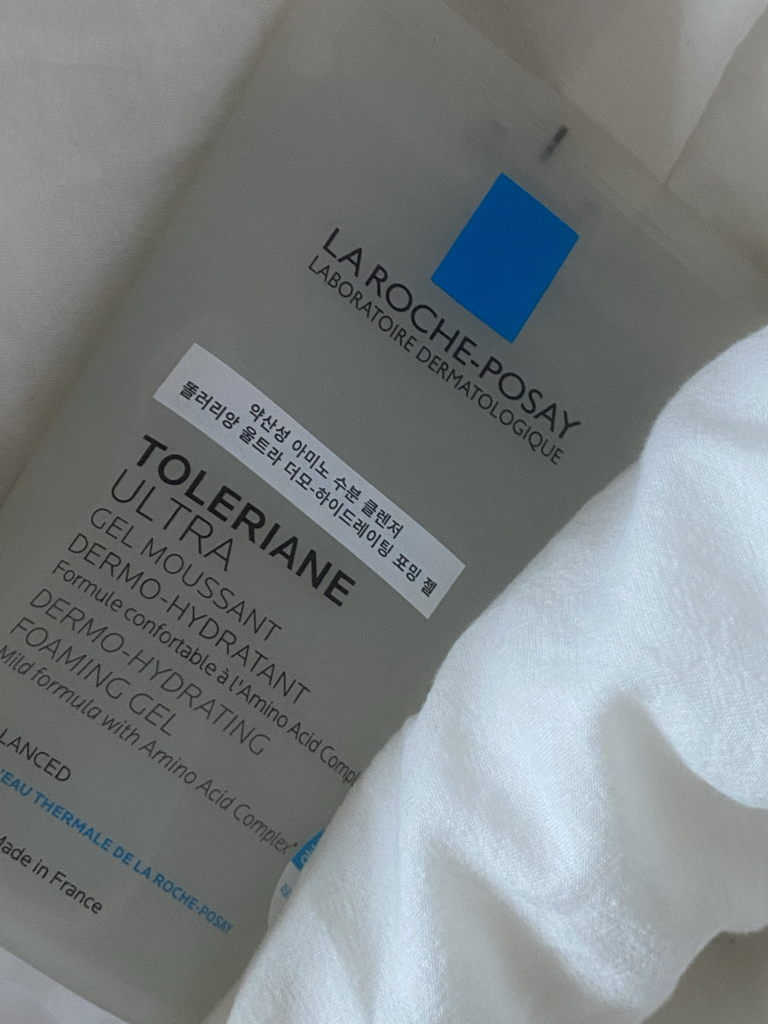 LA ROCHE-POSAY
LABORATOIRE DERMATOLOGIQUE
약산성 아미노 수분 클렌저
똘러리앙 울트라 더모-하이드레이팅 포밍 젤
TOLERIANE
ULTRA
GEL MOUSSANT
DERMO-HYDRATANT
Formule confortable à l'Amino Acid Compl
DERMO-HYDRATING
FOAMING GEL
Mild formula with Amino Acid Complex*
LANCED
'EAU THERMALE DE LA ROCHE-POSAY
Made in France